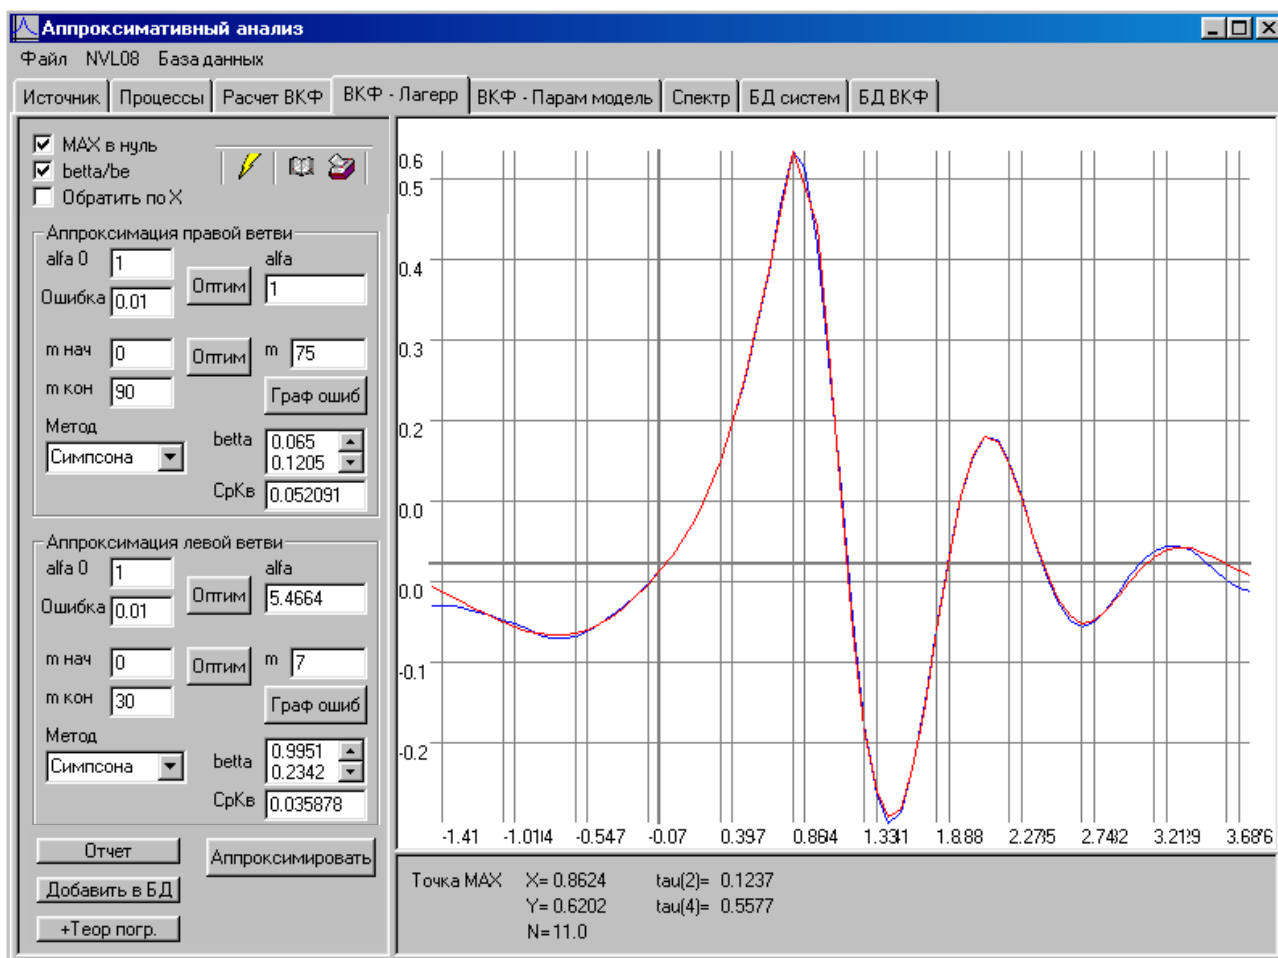 Аппроксимативный анализ
Файл NVL08 База данных
Источник Процессы Расчет ВКФ ВКФ - Лагерр ВКФ - Парам модель Спектр БД систем БД ВКФ
MAX в нуль
betta/be
Обратить по X
Аппроксимация правой ветви
alfa 0 1 Оптим alfa 1
Ошибка 0.01
m нач 0 Оптим m 75
m кон 90 Граф ошиб
Метод
Симпсона
betta 0.065
0.1205
СрКв 0.052091
Аппроксимация левой ветви
alfa 0 1 Оптим alfa 5.4664
Ошибка 0.01
m нач 0 Оптим m 7
m кон 30 Граф ошиб
Метод
Симпсона
betta 0.9951
0.2342
СрКв 0.035878
Отчет
Аппроксимировать
Добавить в БД
+Теор погр.
0.6
0.5
0.4
0.3
0.2
0.0
0.0
-0.1
-0.2
-1.41 -0.547 -0.07 0.397 2.275 3.219
Точка MAX X= 0.8624 tau(2)= 0.1237
Y= 0.6202 tau(4)= 0.5577
N= 11.0